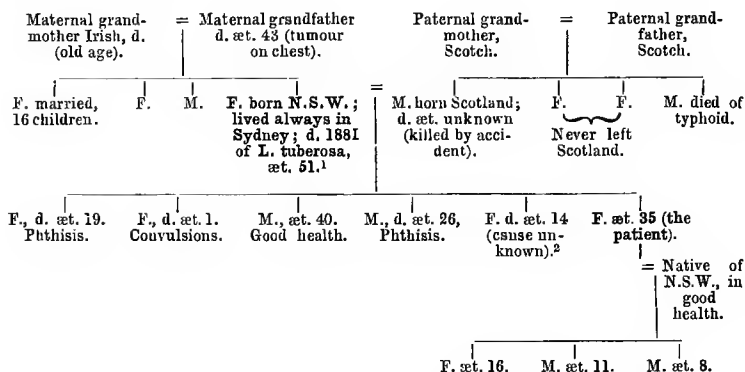 Maternal grand-
mother Irish, d.
(old age).
=
Maternal grandfather
d. æt. 43 (tumour
on chest).
Paternal grand-
mother,
Scotch.
=
Paternal grand-
father,
Scotch.
F. married,
16 children.
F.
M.
F. born N.S.W.;
lived always in
Sydney; d. 1881
of L. tuberosa,
æt. 51.¹
=
M. born Scotland;
d. æt. unknown
(killed by acci-
dent).
F.
F.
Never left
Scotland.
M. died of
typhoid.
F., d. æt. 19.
Phthisis.
F., d. æt. 1.
Convulsions.
M., æt. 40.
Good health.
M., d. æt. 26,
Phthisis.
F. d. æt. 14
(cause un-
known).²
F. æt. 35 (the
patient).
= Native of
N.S.W., in
good
health.
F. æt. 16.
M. æt. 11.
M. æt. 8.